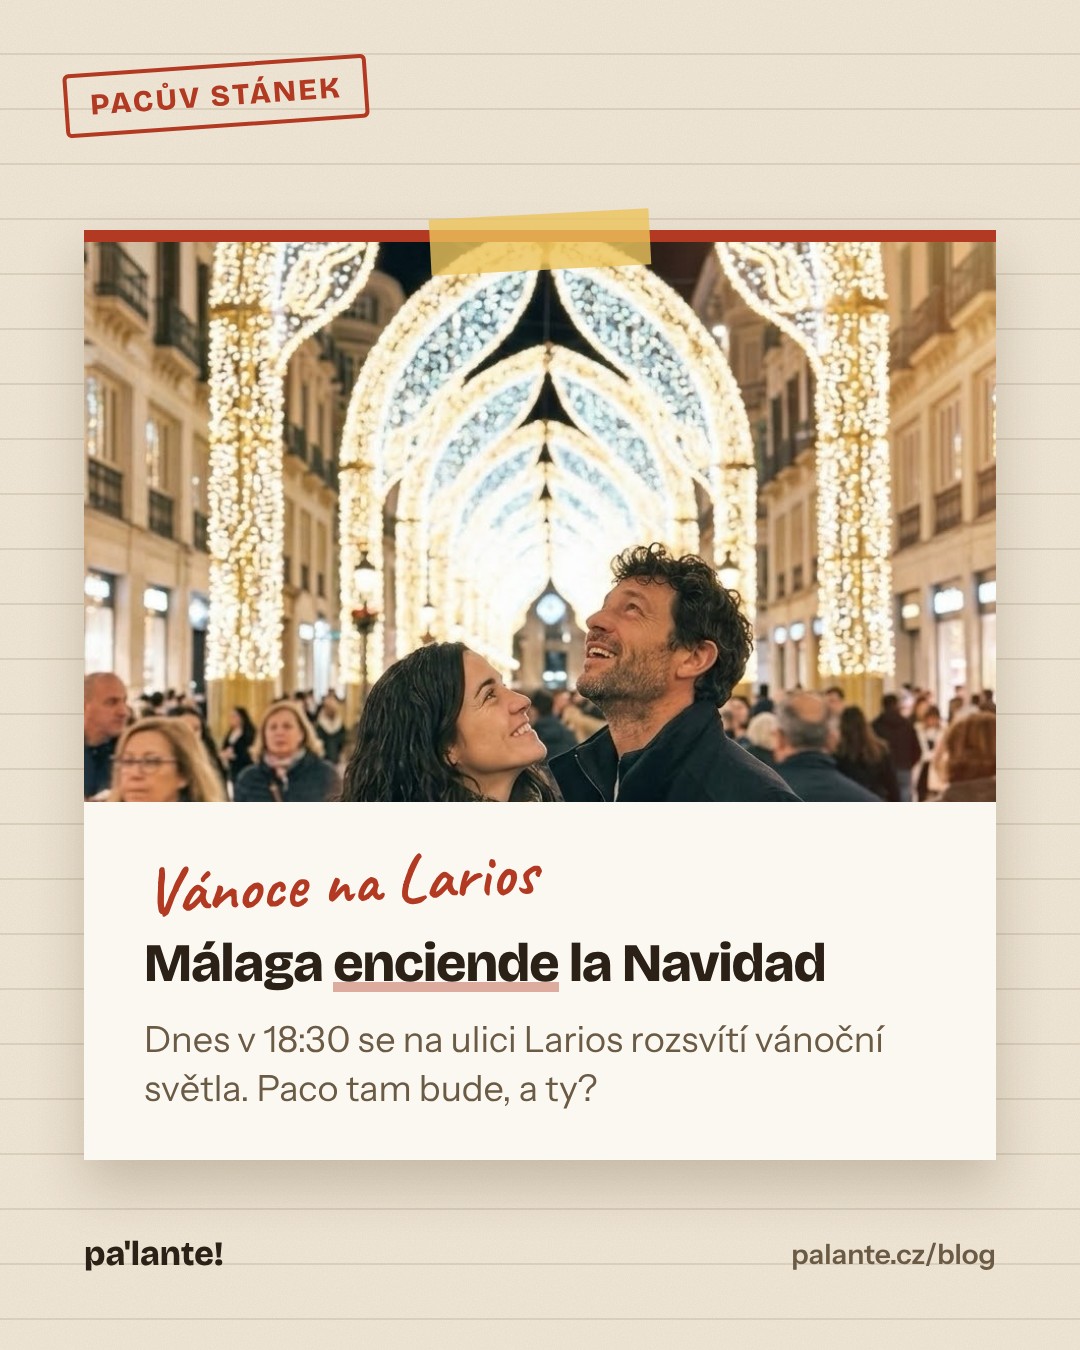 PACŮV STÁNEK
Vánoce na Larios
Málaga enciende la Navidad
Dnes v 18:30 se na ulici Larios rozsvítí vánoční
světla. Paco tam bude, a ty?
pa'lante!
palante.cz/blog